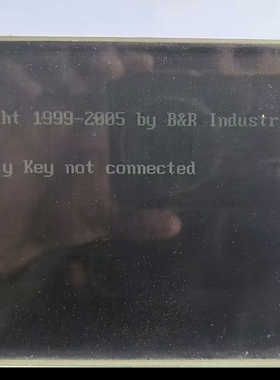 ht 1999-2005 by B&R Industr
y Key not connected